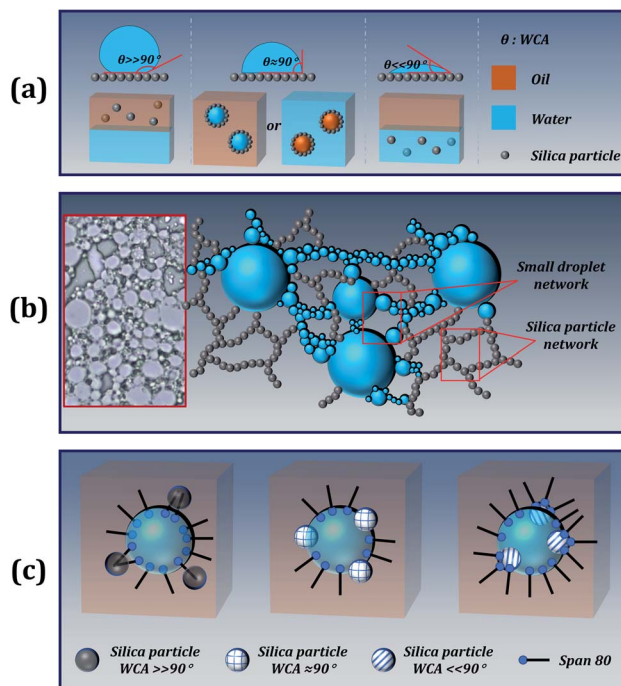 (a)
θ>>90°
θ≈90°
θ<<90°
θ : WCA
Oil
or
Water
Silica particle
(b)
Small droplet
network
Silica particle
network
(c)
Silica particle
WCA >>90°
Silica particle
WCA ≈90°
Silica particle
WCA <<90°
Span 80